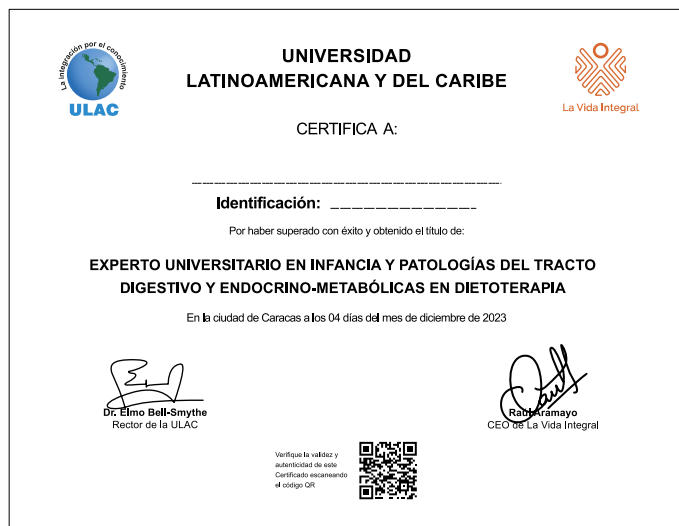 La integración por el conocimiento
ULAC
UNIVERSIDAD
LATINOAMERICANA Y DEL CARIBE
La Vida Integral
CERTIFICA A:
Identificación:
Por haber superado con éxito y obtenido el título de:
EXPERTO UNIVERSITARIO EN INFANCIA Y PATOLOGÍAS DEL TRACTO
DIGESTIVO Y ENDOCRINO-METABÓLICAS EN DIETOTERAPIA
En la ciudad de Caracas a los 04 días del mes de diciembre de 2023
Dr. Elmo Bell-Smythe
Rector de la ULAC
Raúl Aramayo
CEO de La Vida Integral
Verifique la validez y
autenticidad de este
Certificado escaneando
el código QR